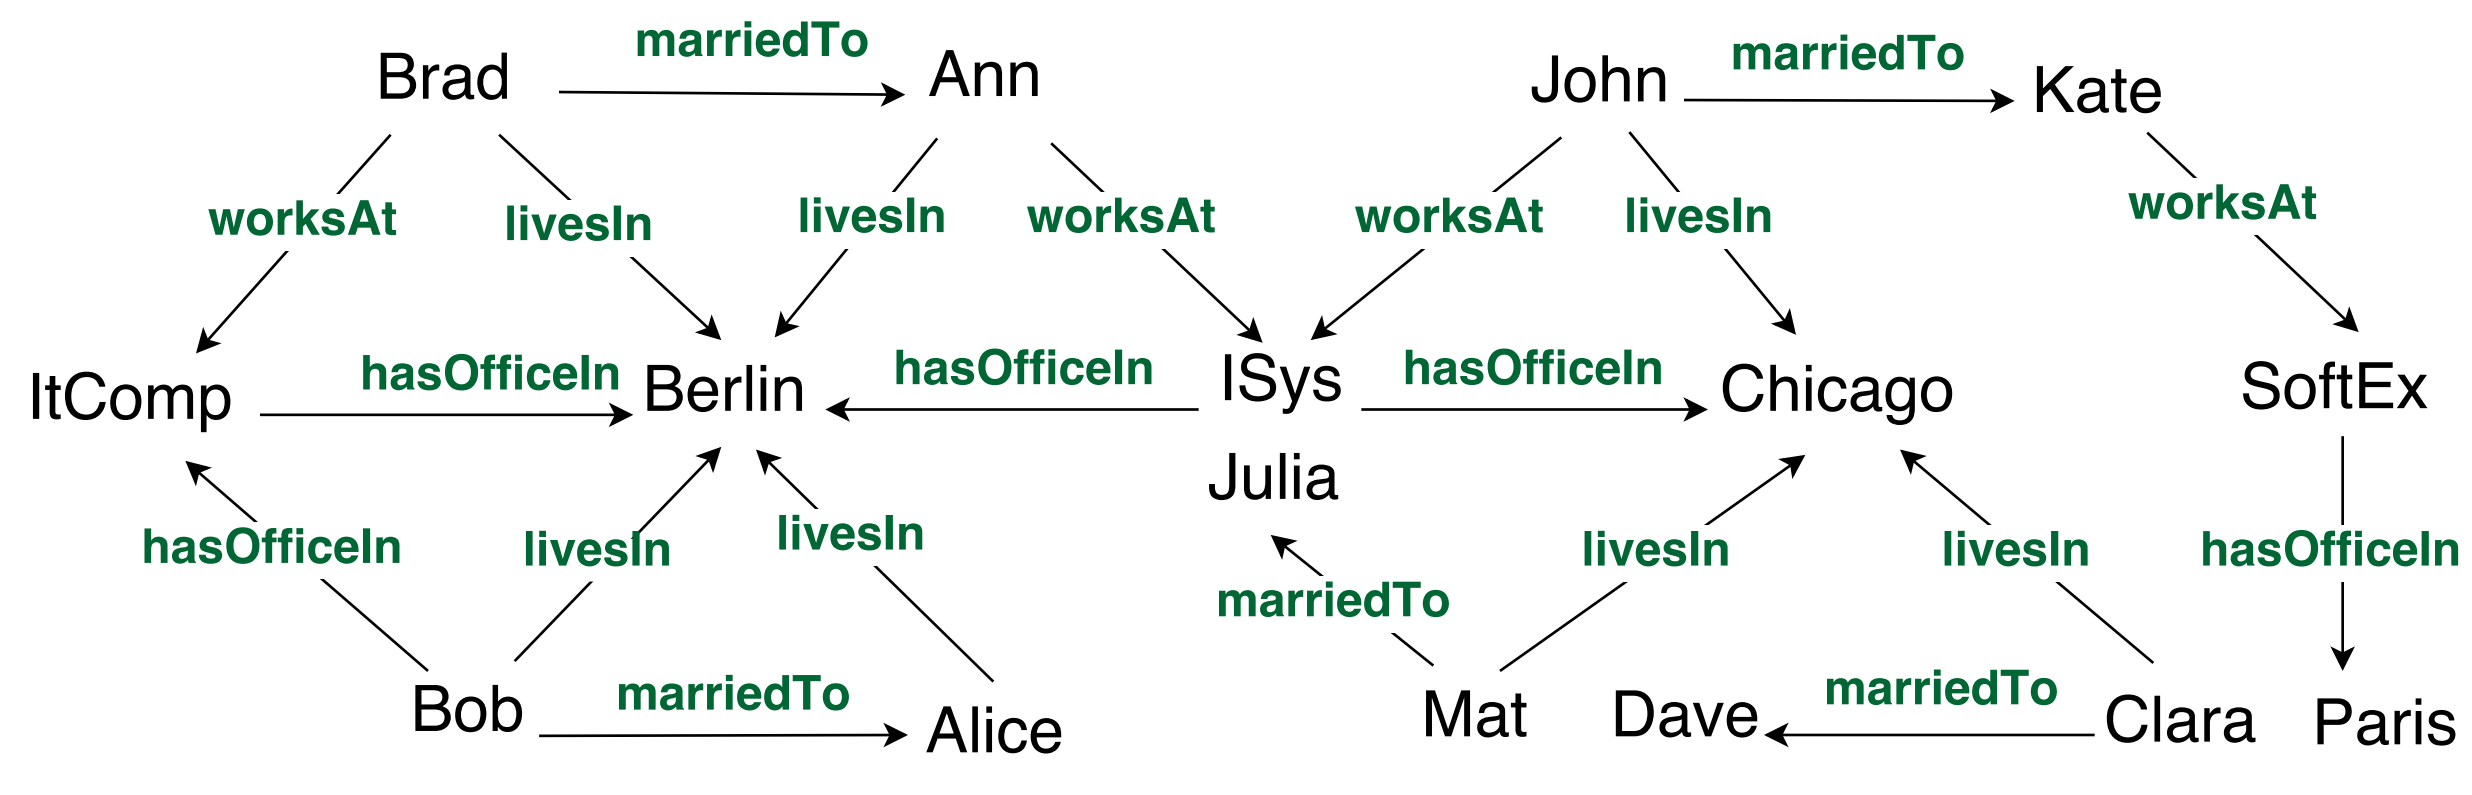 marriedTo
Brad
Ann
marriedTo
John
Kate
worksAt
livesIn
livesIn
worksAt
worksAt
livesIn
worksAt
ItComp
hasOfficeIn
Berlin
hasOfficeIn
ISys
hasOfficeIn
Chicago
SoftEx
Julia
hasOfficeIn
livesIn
livesIn
livesIn
livesIn
hasOfficeIn
marriedTo
Bob
marriedTo
Alice
Mat
Dave
marriedTo
Clara
Paris